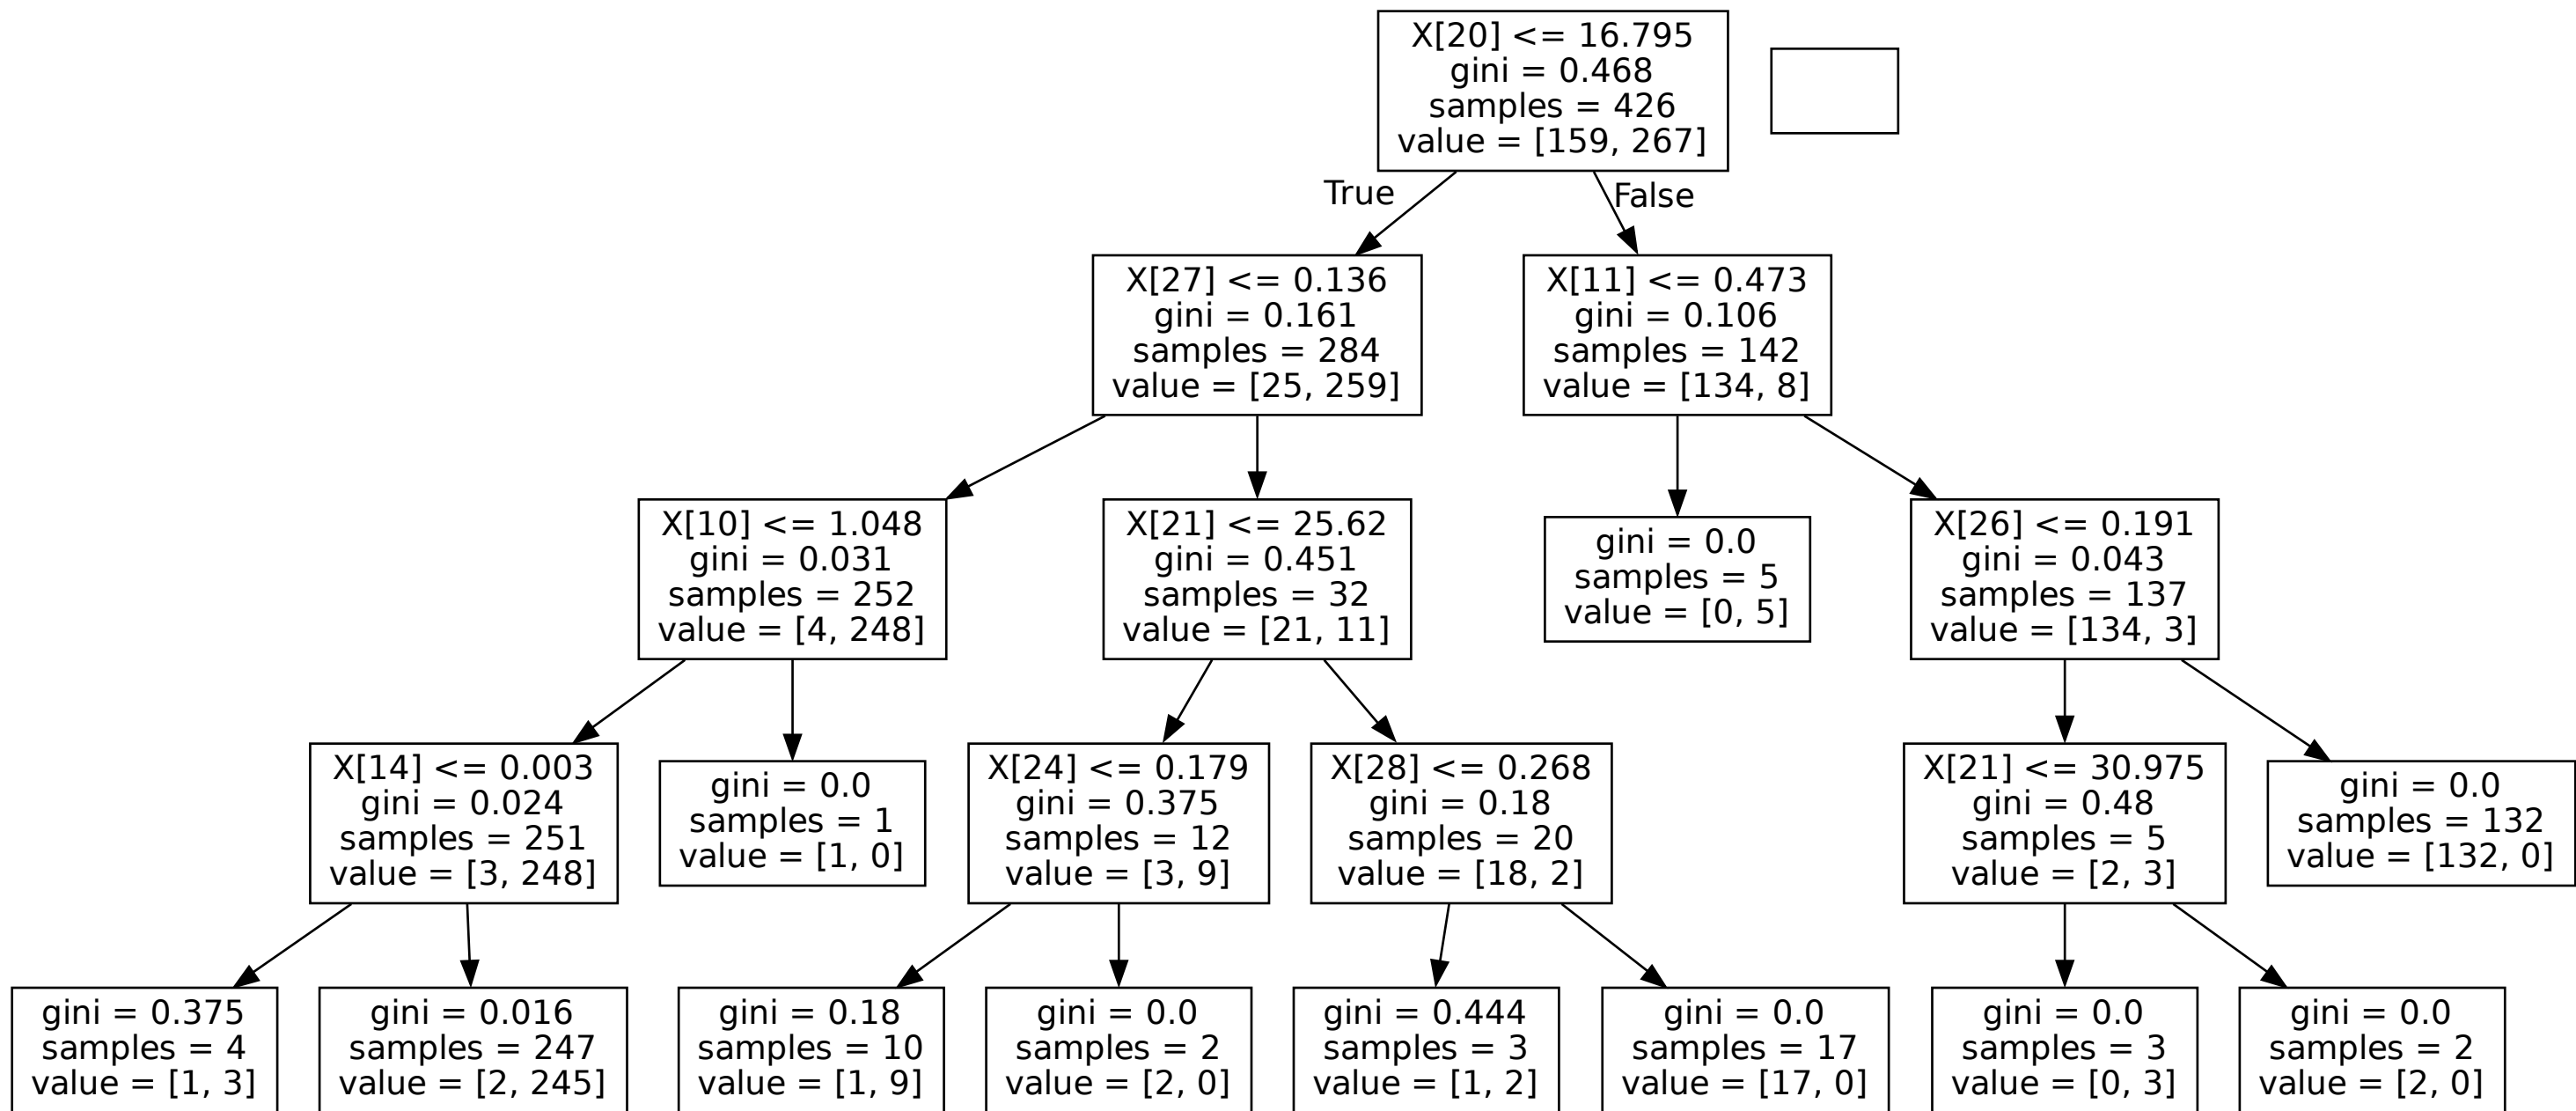 X[20] <= 16.795
gini = 0.468
samples = 426
value = [159, 267]
True
False
X[27] <= 0.136
gini = 0.161
samples = 284
value = [25, 259]
X[11] <= 0.473
gini = 0.106
samples = 142
value = [134, 8]
X[10] <= 1.048
gini = 0.031
samples = 252
value = [4, 248]
X[21] <= 25.62
gini = 0.451
samples = 32
value = [21, 11]
gini = 0.0
samples = 5
value = [0, 5]
X[26] <= 0.191
gini = 0.043
samples = 137
value = [134, 3]
X[14] <= 0.003
gini = 0.024
samples = 251
value = [3, 248]
gini = 0.0
samples = 1
value = [1, 0]
X[24] <= 0.179
gini = 0.375
samples = 12
value = [3, 9]
X[28] <= 0.268
gini = 0.18
samples = 20
value = [18, 2]
X[21] <= 30.975
gini = 0.48
samples = 5
value = [2, 3]
gini = 0.0
samples = 132
value = [132, 0]
gini = 0.375
samples = 4
value = [1, 3]
gini = 0.016
samples = 247
value = [2, 245]
gini = 0.18
samples = 10
value = [1, 9]
gini = 0.0
samples = 2
value = [2, 0]
gini = 0.444
samples = 3
value = [1, 2]
gini = 0.0
samples = 17
value = [17, 0]
gini = 0.0
samples = 3
value = [0, 3]
gini = 0.0
samples = 2
value = [2, 0]